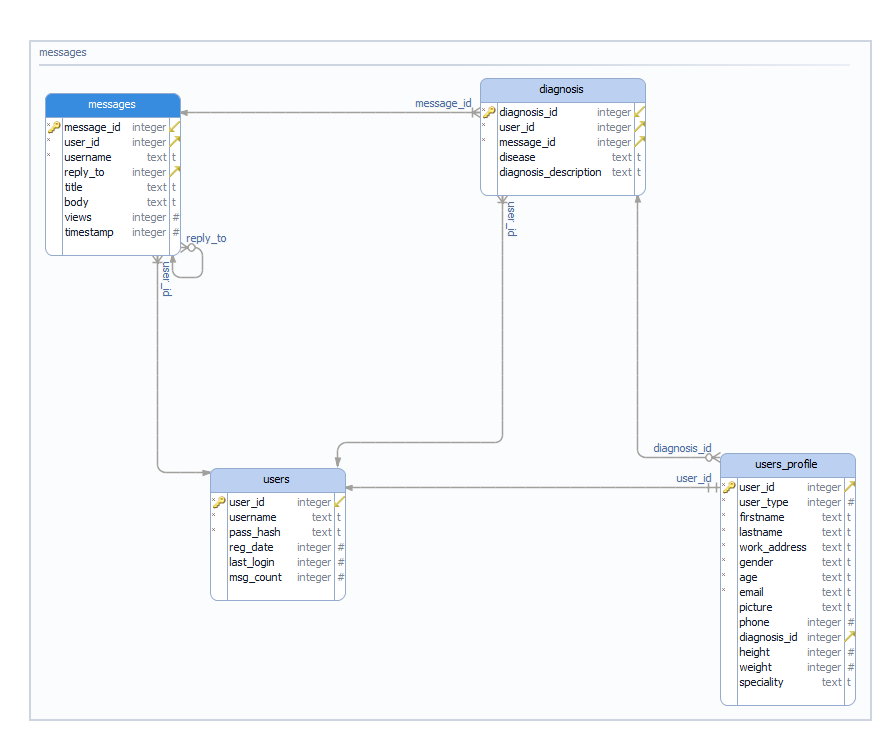 messages
messages
message_id integer
user_id integer
username text t
reply_to integer
title text t
body text t
views integer #
timestamp integer #
reply_to
user_id
message_id
diagnosis
diagnosis_id integer
user_id integer
message_id integer
disease text t
diagnosis_description text t
user_id
users
user_id integer
username text t
pass_hash text t
reg_date integer #
last_login integer #
msg_count integer #
diagnosis_id
user_id
users_profile
user_id integer
user_type integer #
firstname text t
lastname text t
work_address text t
gender text t
age text t
email text t
picture text t
phone integer #
diagnosis_id integer
height integer #
weight integer #
speciality text t